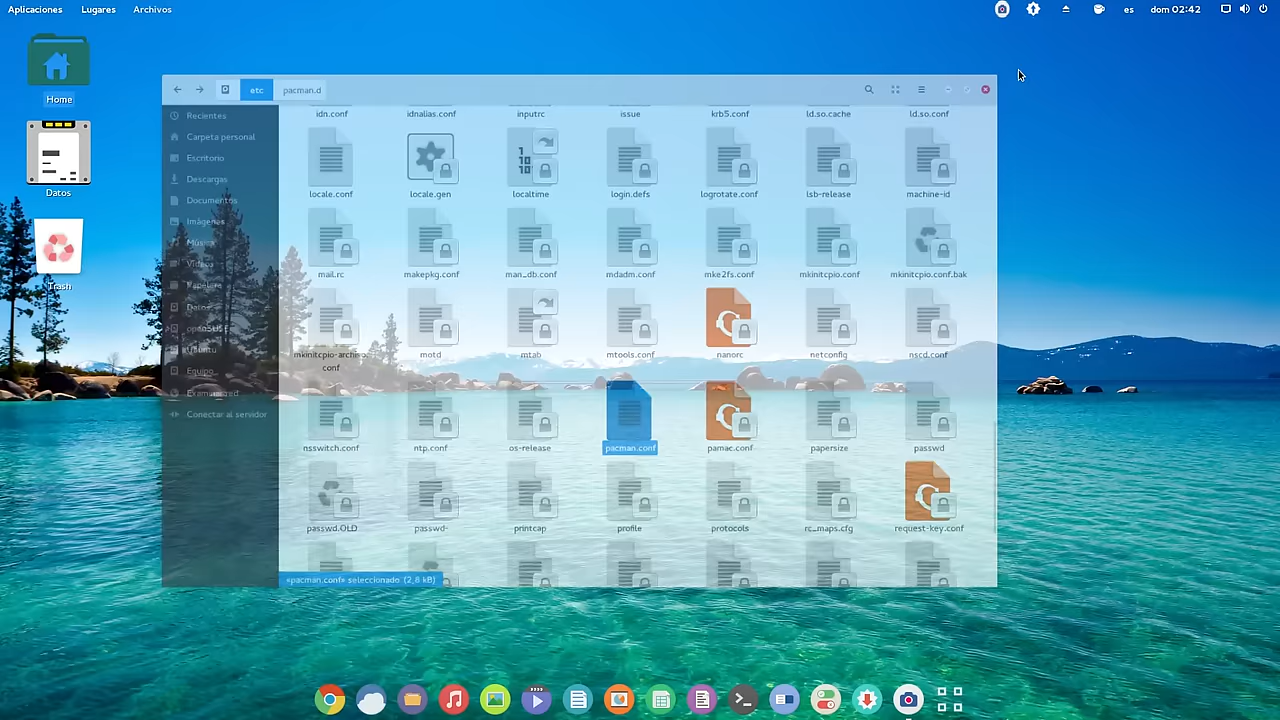 Aplicaciones Lugares Archivos es dom 02:42
Home
Datos
Trash
etc pacman.d
Recientes
Carpeta personal
Escritorio
Descargas
Documentos
Imágenes
Música
Vídeos
Papelera
Datos
openSUSE
Ubuntu
Equipo
Examinar red
Conectar al servidor
idn.conf idnalias.conf inputrc issue krb5.conf ld.so.cache ld.so.conf
locale.conf locale.gen localtime login.defs logrotate.conf lsb-release machine-id
mail.rc makepkg.conf man_db.conf mdadm.conf mke2fs.conf mkinitcpio.conf mkinitcpio.conf.bak
mkinitcpio-archiso.conf motd mtab mtools.conf nanorc netconfig nscd.conf
nsswitch.conf ntp.conf os-release pacman.conf pamac.conf papersize passwd
passwd.OLD passwd- printcap profile protocols rc_maps.cfg request-key.conf
«pacman.conf» seleccionado (2,8 kB)